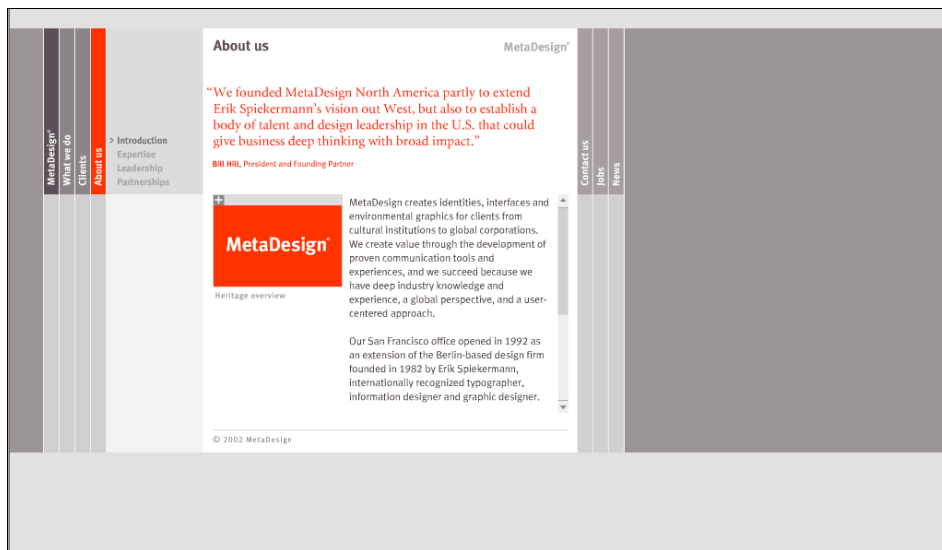 About us
MetaDesign®
MetaDesign®
What we do
Clients
About us
> Introduction
Expertise
Leadership
Partnerships
“We founded MetaDesign North America partly to extend
Erik Spiekermann’s vision out West, but also to establish a
body of talent and design leadership in the U.S. that could
give business deep thinking with broad impact.”
Bill Hill, President and Founding Partner
MetaDesign®
Heritage overview
MetaDesign creates identities, interfaces and
environmental graphics for clients from
cultural institutions to global corporations.
We create value through the development of
proven communication tools and
experiences, and we succeed because we
have deep industry knowledge and
experience, a global perspective, and a user-
centered approach.
Our San Francisco office opened in 1992 as
an extension of the Berlin-based design firm
founded in 1982 by Erik Spiekermann,
internationally recognized typographer,
information designer and graphic designer.
© 2002 MetaDesign
Contact us
Jobs
News